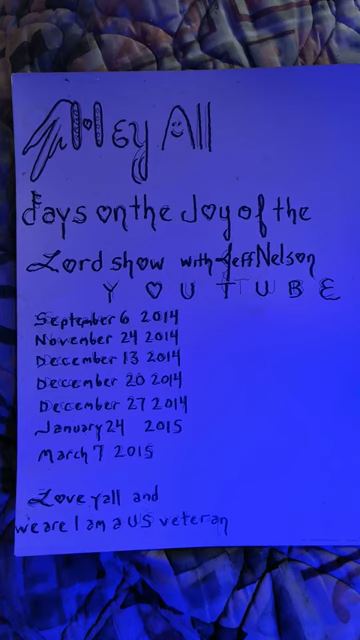 Hey All
days on the Joy of the
Lord show with Jeff Nelson
Y O U T U B E
September 6 2014
November 24 2014
December 13 2014
December 20 2014
December 27 2014
January 24 2015
March 7 2015
Love yall and
we are I am a US veteran